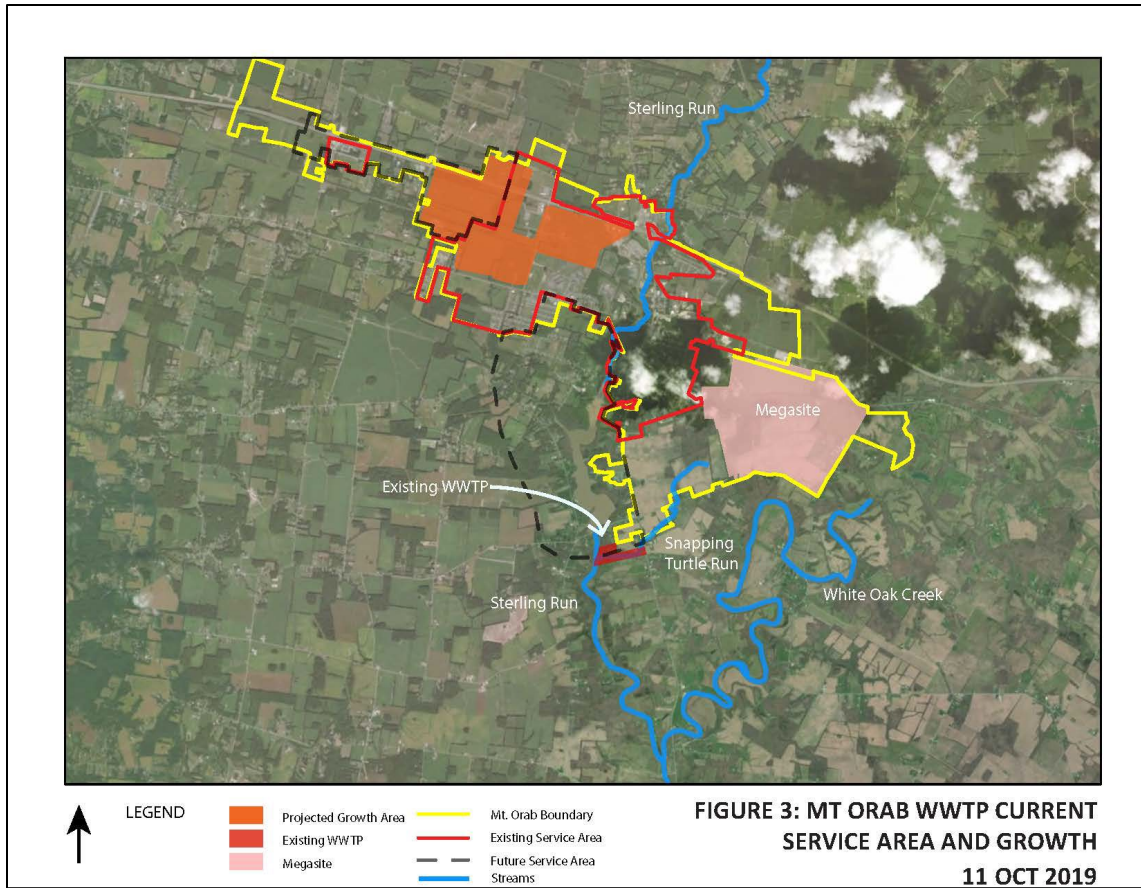 Sterling Run
Megasite
Existing WWTP
Snapping
Turtle Run
White Oak Creek
Sterling Run
LEGEND
Projected Growth Area
Existing WWTP
Megasite
Mt. Orab Boundary
Existing Service Area
Future Service Area
Streams
FIGURE 3: MT ORAB WWTP CURRENT
SERVICE AREA AND GROWTH
11 OCT 2019